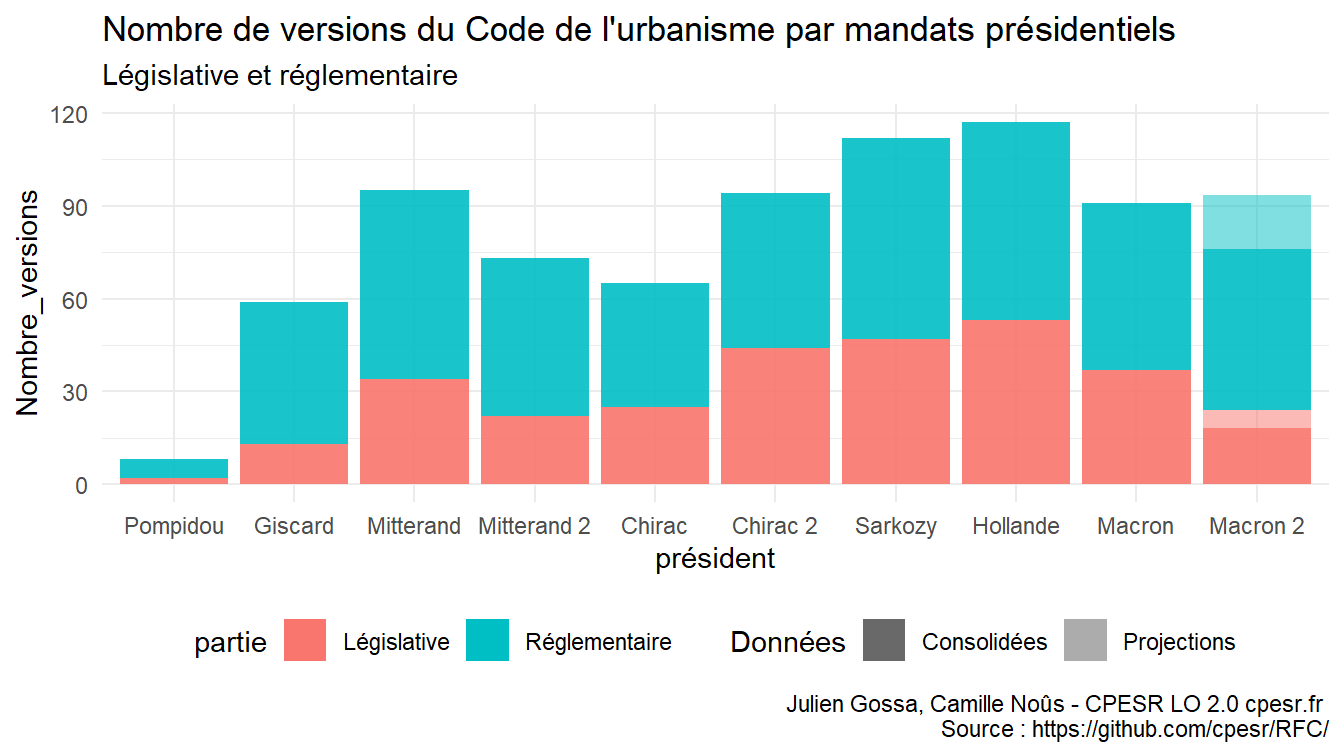 Nombre de versions du Code de l'urbanisme par mandats présidentiels
Législative et réglementaire
120
90
60
30
0
Nombre_versions
Pompidou Giscard Mitterand Mitterand 2 Chirac Chirac 2 Sarkozy Hollande Macron Macron 2
président
partie Législative Réglementaire Données Consolidées Projections
Julien Gossa, Camille Noûs - CPESR LO 2.0 cpesr.fr
Source : https://github.com/cpesr/RFC/